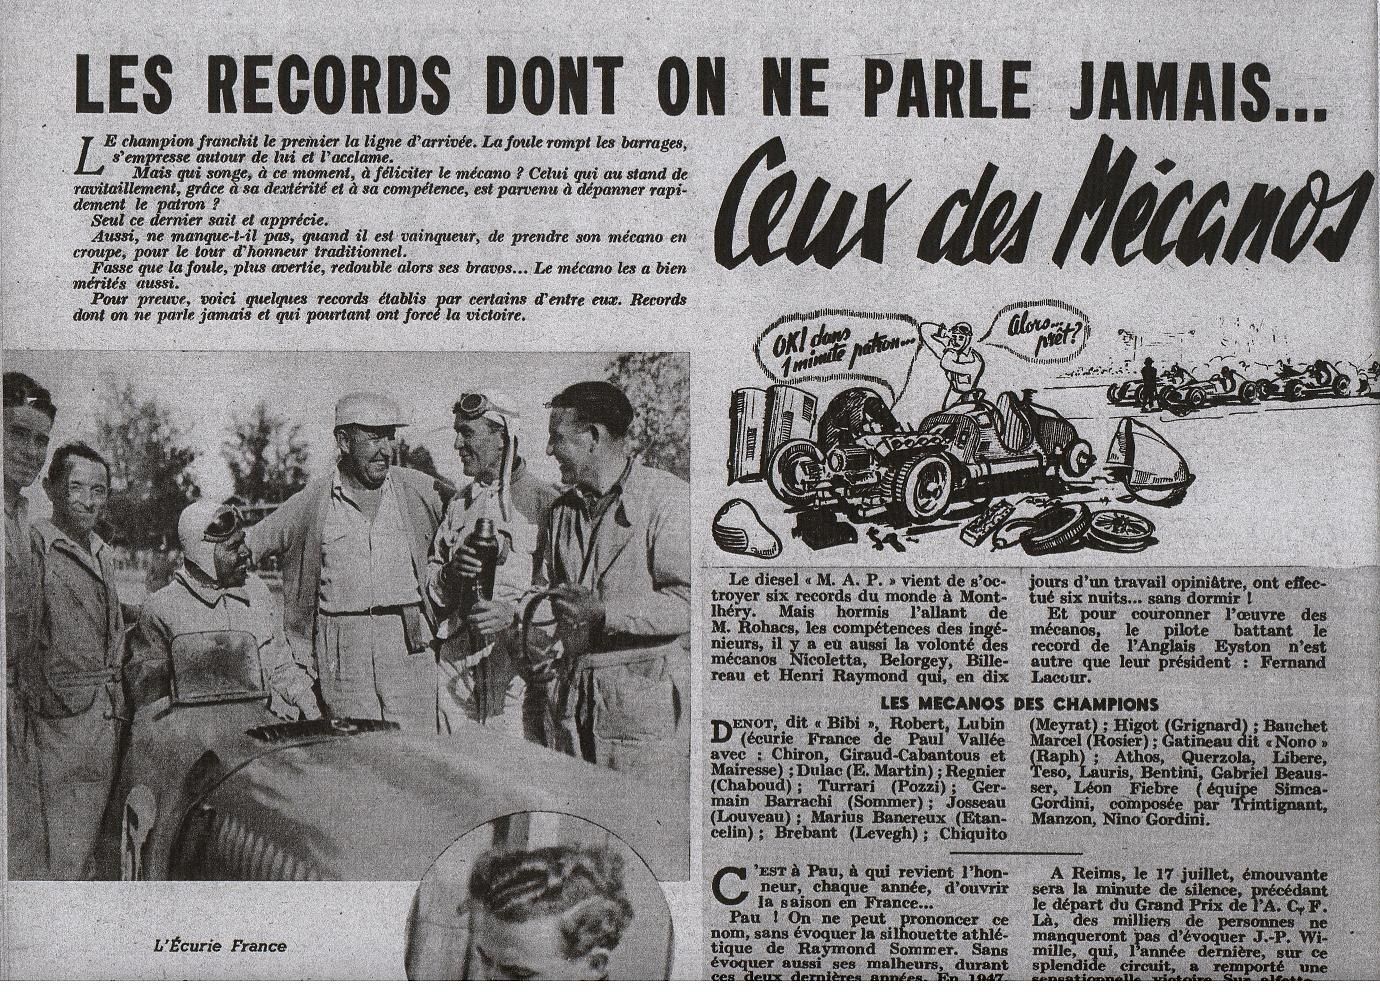 LES RECORDS DONT ON NE PARLE JAMAIS...
Ceux des Mécanos
LE champion franchit le premier la ligne d'arrivée. La foule rompt les barrages,
s'empresse autour de lui et l'acclame.
Mais qui songe, à ce moment, à féliciter le mécano ? Celui qui au stand de
ravitaillement, grâce à sa dextérité et à sa compétence, est parvenu à dépanner rapi-
dement le patron ?
Seul ce dernier sait et apprécie.
Aussi, ne manque-t-il pas, quand il est vainqueur, de prendre son mécano en
croupe, pour le tour d'honneur traditionnel.
Fasse que la foule, plus avertie, redouble alors ses bravos... Le mécano les a bien
mérités aussi.
Pour preuve, voici quelques records établis par certains d'entre eux. Records
dont on ne parle jamais et qui pourtant ont forcé la victoire.
OK! dans
1 minute patron...
Alors...
prêt?
L'Écurie France
Le diesel « M. A. P. » vient de s'oc-
troyer six records du monde à Mont-
lhéry. Mais hormis l'allant de
M. Rohacs, les compétences des ingé-
nieurs, il y a eu aussi la volonté des
mécanos Nicoletta, Belorgey, Bille-
reau et Henri Raymond qui, en dix
jours d'un travail opiniâtre, ont effec-
tué six nuits... sans dormir !
Et pour couronner l'œuvre des
mécanos, le pilote battant le
record de l'Anglais Eyston n'est
autre que leur président : Fernand
Lacour.
LES MECANOS DES CHAMPIONS
DENOT, dit « Bibi », Robert, Lubin
(écurie France de Paul Vallée
avec : Chiron, Giraud-Cabantous et
Mairesse) ; Dulac (E. Martin) ; Regnier
(Chaboud) ; Turrari (Pozzi) ; Ger-
main Barrachi (Sommer) ; Josseau
(Louveau) ; Marius Banereux (Etan-
celin) ; Brebant (Levegh) ; Chiquito
(Meyrat) ; Higot (Grignard) ; Bauchet
Marcel (Rosier) ; Gatineau dit « Nono »
(Raph) ; Athos, Querzola, Libere,
Teso, Lauris, Bentini, Gabriel Beaus-
ser, Léon Fiebre (équipe Simca-
Gordini, composée par Trintignant,
Manzon, Nino Gordini.
C'EST à Pau, à qui revient l'hon-
neur, chaque année, d'ouvrir
la saison en France...
Pau ! On ne peut prononcer ce
nom, sans évoquer la silhouette athlé-
tique de Raymond Sommer. Sans
évoquer aussi ses malheurs, durant
ces deux dernières années. En 1947,
A Reims, le 17 juillet, émouvante
sera la minute de silence, précédant
le départ du Grand Prix de l'A. C. F.
Là, des milliers de personnes ne
manqueront pas d'évoquer J.-P. Wi-
mille, qui, l'année dernière, sur ce
splendide circuit, a remporté une
sensationnelle victoire. Sur alfetta